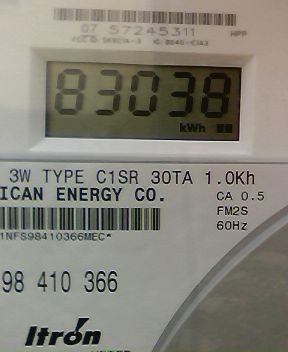 07 57245311 HPP
83038
kWh
3W TYPE C1SR 30TA 1.0Kh
ICAN ENERGY CO. CA 0.5
FM2S
60Hz
1NFS98410366MEC*
98 410 366
Itron